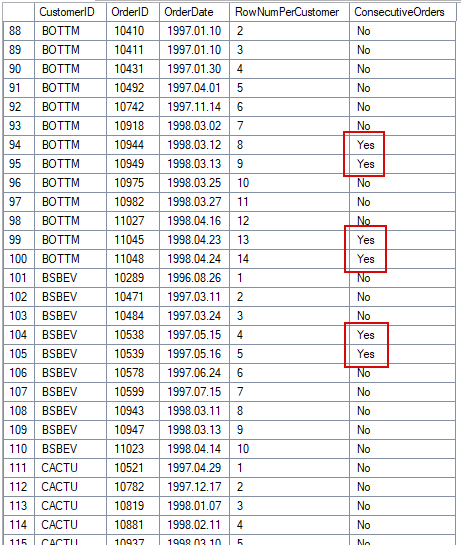 CustomerID OrderID OrderDate RowNumPerCustomer ConsecutiveOrders
88 BOTTM 10410 1997.01.10 2 No
89 BOTTM 10411 1997.01.10 3 No
90 BOTTM 10431 1997.01.30 4 No
91 BOTTM 10492 1997.04.01 5 No
92 BOTTM 10742 1997.11.14 6 No
93 BOTTM 10918 1998.03.02 7 No
94 BOTTM 10944 1998.03.12 8 Yes
95 BOTTM 10949 1998.03.13 9 Yes
96 BOTTM 10975 1998.03.25 10 No
97 BOTTM 10982 1998.03.27 11 No
98 BOTTM 11027 1998.04.16 12 No
99 BOTTM 11045 1998.04.23 13 Yes
100 BOTTM 11048 1998.04.24 14 Yes
101 BSBEV 10289 1996.08.26 1 No
102 BSBEV 10471 1997.03.11 2 No
103 BSBEV 10484 1997.03.24 3 No
104 BSBEV 10538 1997.05.15 4 Yes
105 BSBEV 10539 1997.05.16 5 Yes
106 BSBEV 10578 1997.06.24 6 No
107 BSBEV 10599 1997.07.15 7 No
108 BSBEV 10943 1998.03.11 8 No
109 BSBEV 10947 1998.03.13 9 No
110 BSBEV 11023 1998.04.14 10 No
111 CACTU 10521 1997.04.29 1 No
112 CACTU 10782 1997.12.17 2 No
113 CACTU 10819 1998.01.07 3 No
114 CACTU 10881 1998.02.11 4 No
115 CACTU 10937 1998.03.10 5 No